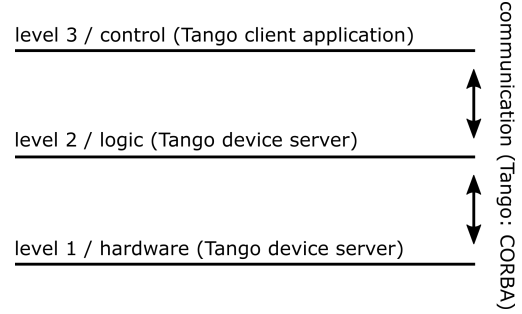 level 3 / control (Tango client application)
level 2 / logic (Tango device server)
level 1 / hardware (Tango device server)
communication (Tango: CORBA)